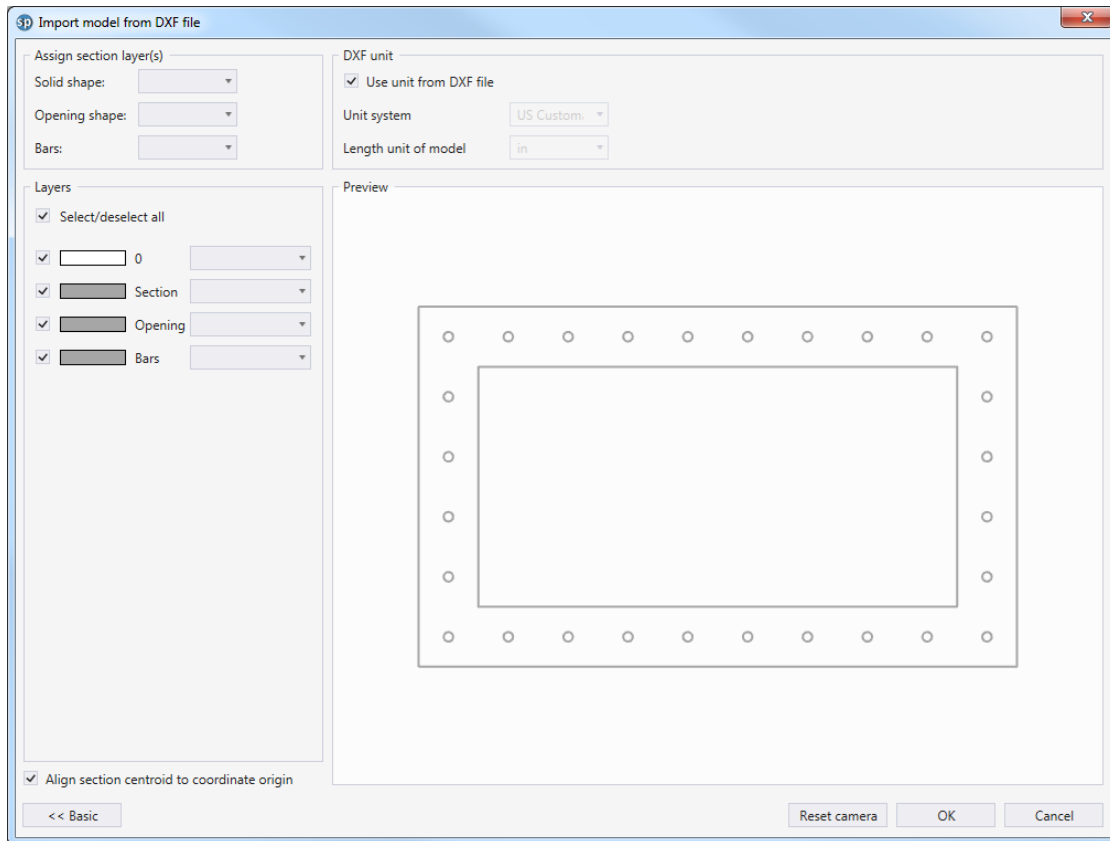 sp Import model from DXF file
Assign section layer(s)
Solid shape:
Opening shape:
Bars:
DXF unit
Use unit from DXF file
Unit system US Custom
Length unit of model in
Layers
Select/deselect all
0
Section
Opening
Bars
Preview
Align section centroid to coordinate origin
<< Basic
Reset camera
OK
Cancel